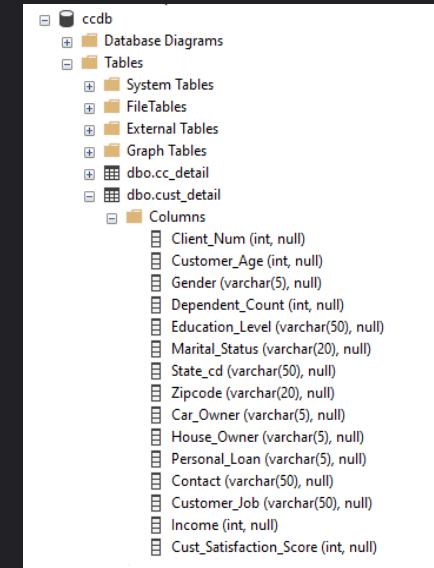 ccdb
Database Diagrams
Tables
System Tables
FileTables
External Tables
Graph Tables
dbo.cc_detail
dbo.cust_detail
Columns
Client_Num (int, null)
Customer_Age (int, null)
Gender (varchar(5), null)
Dependent_Count (int, null)
Education_Level (varchar(50), null)
Marital_Status (varchar(20), null)
State_cd (varchar(50), null)
Zipcode (varchar(20), null)
Car_Owner (varchar(5), null)
House_Owner (varchar(5), null)
Personal_Loan (varchar(5), null)
Contact (varchar(50), null)
Customer_Job (varchar(50), null)
Income (int, null)
Cust_Satisfaction_Score (int, null)